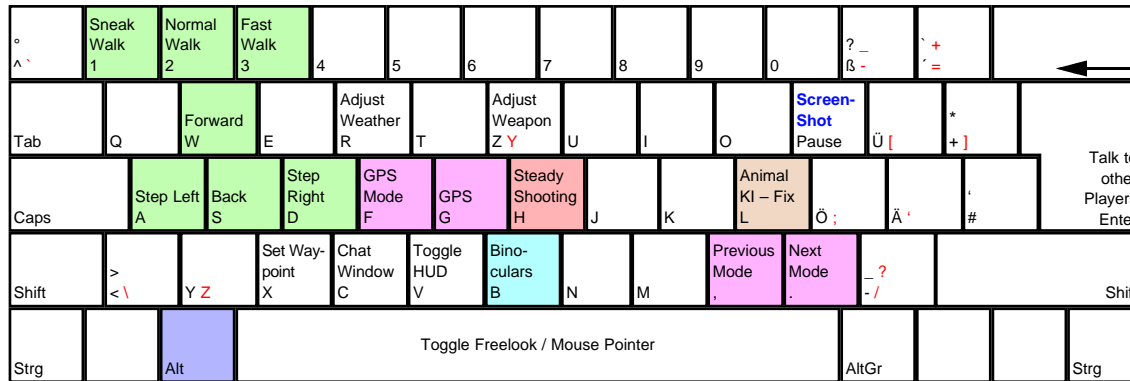 °
^ `
Sneak
Walk
1
Normal
Walk
2
Fast
Walk
3
4
5
6
7
8
9
0
? _
ß -
` +
´ =
Tab
Q
Forward
W
E
Adjust
Weather
R
T
Adjust
Weapon
Z Y
U
I
O
Screen-
Shot
Pause
Ü [
*
+ ]
Caps
Step Left
A
Back
S
Step
Right
D
GPS
Mode
F
GPS
G
Steady
Shooting
H
J
K
Animal
KI – Fix
L
Ö ;
Ä '
'
#
Talk to
othe
Player
Ente
Shift
>
< \
Y Z
Set Way-
point
X
Chat
Window
C
Toggle
HUD
V
Bino-
culars
B
N
M
Previous
Mode
,
Next
Mode
.
_ ?
- /
Shif
Strg
Alt
Toggle Freelook / Mouse Pointer
AltGr
Strg